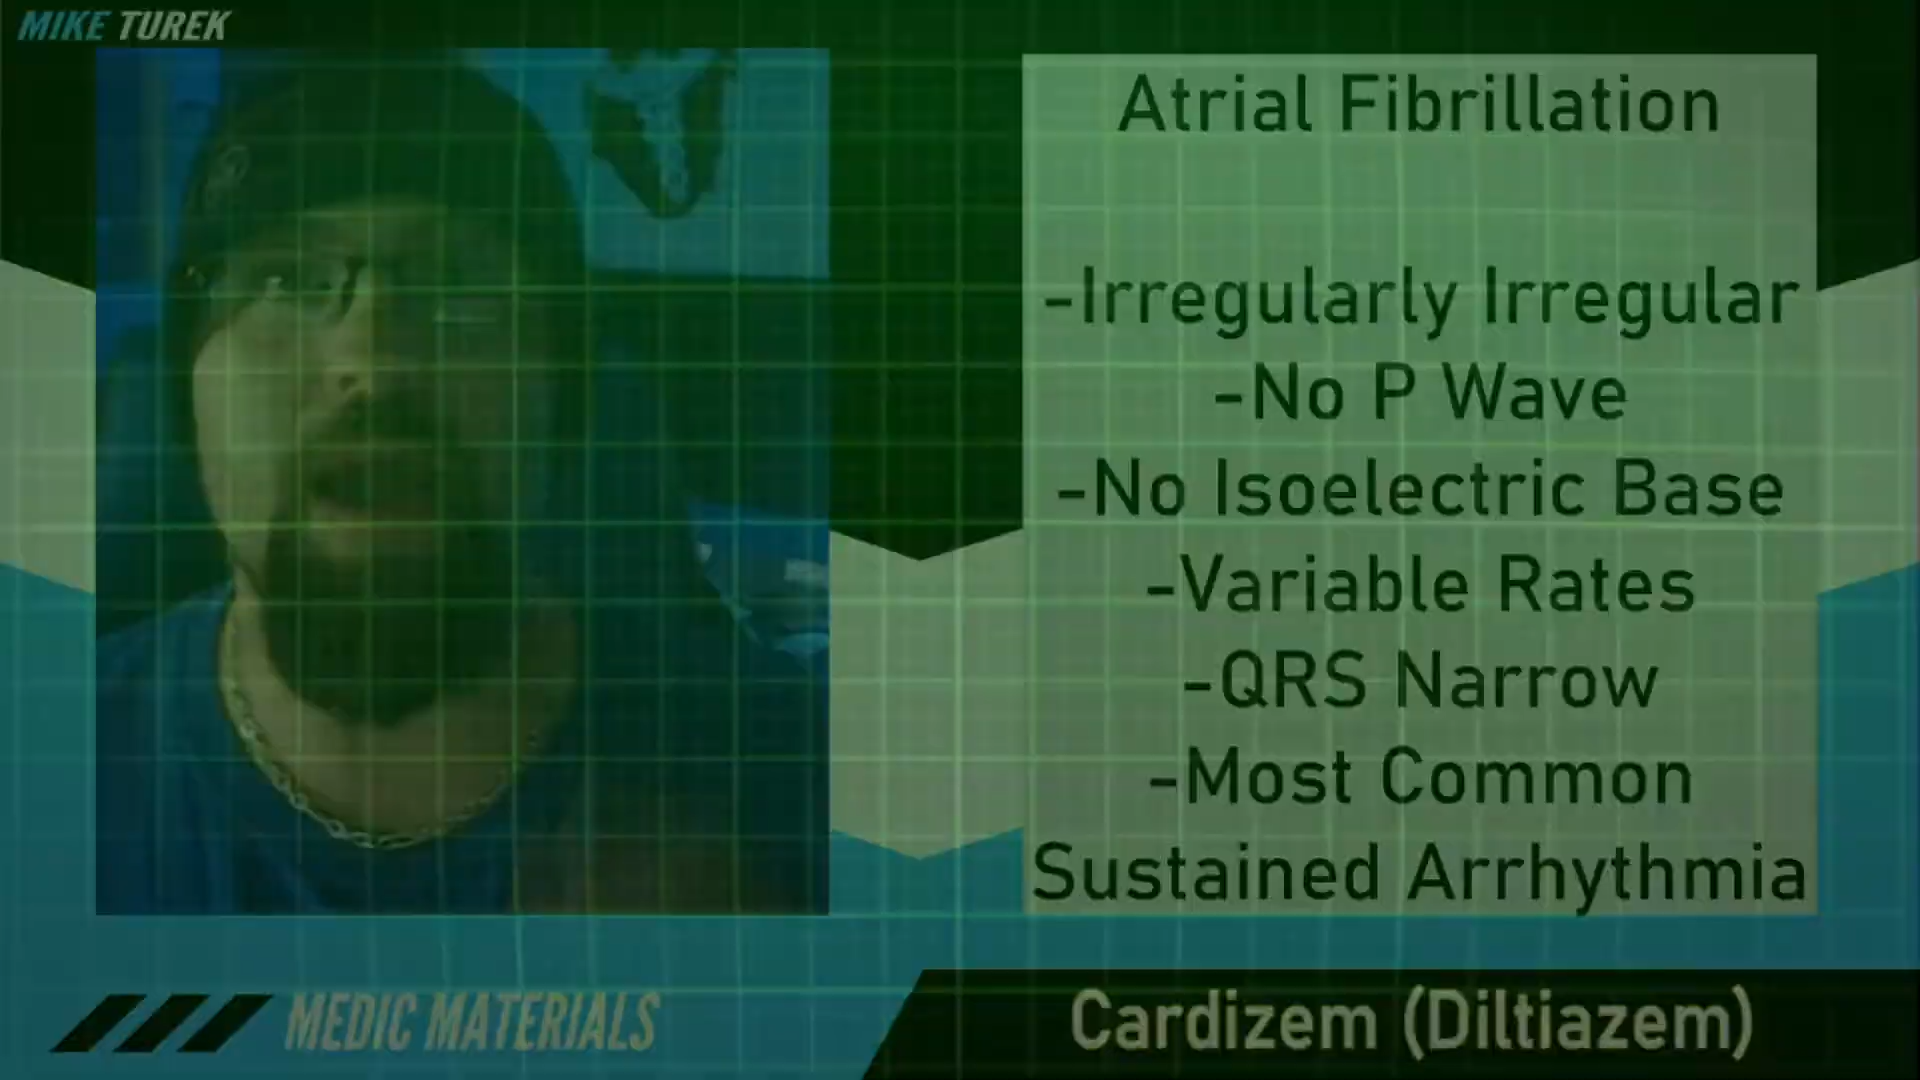 MIKE TUREK
Atrial Fibrillation
-Irregularly Irregular
-No P Wave
-No Isoelectric Base
-Variable Rates
-QRS Narrow
-Most Common
Sustained Arrhythmia
MEDIC MATERIALS
Cardizem (Diltiazem)